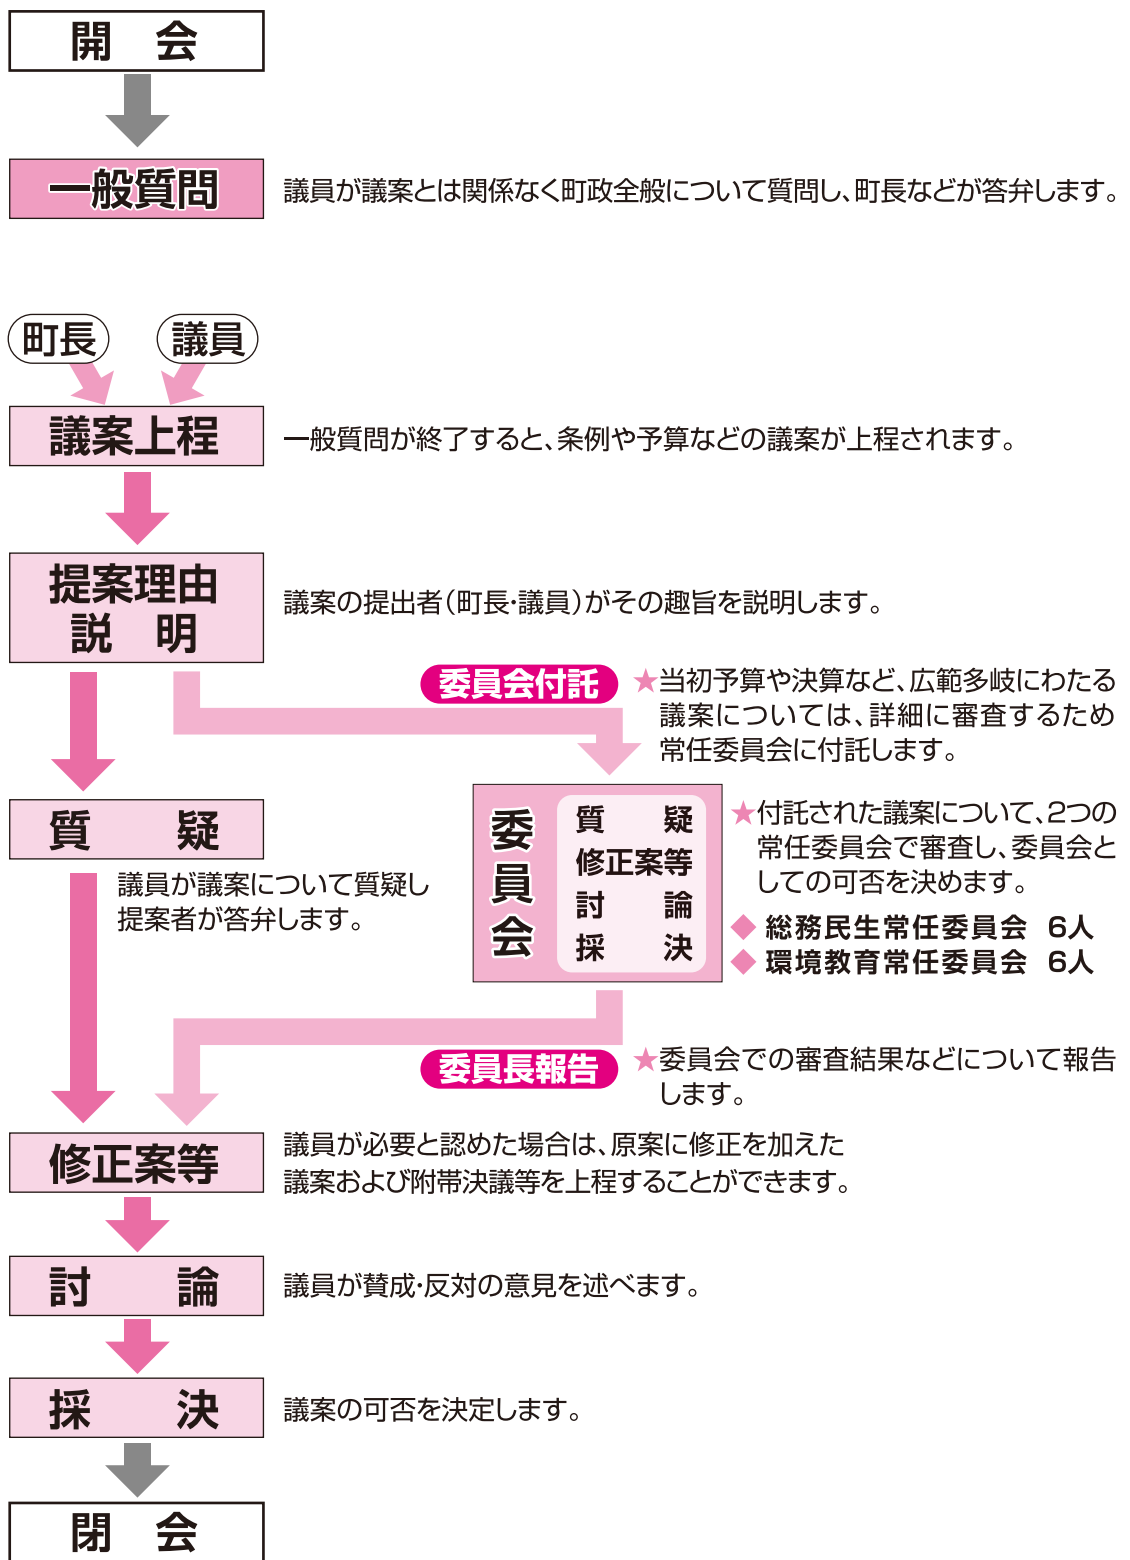 開 会
一般質問
議員が議案とは関係なく町政全般について質問し、町長などが答弁します。
町長
議員
議案上程
一般質問が終了すると、条例や予算などの議案が上程されます。
提案理由
説 明
議案の提出者(町長・議員)がその趣旨を説明します。
委員会付託
★当初予算や決算など、広範多岐にわたる
議案については、詳細に審査するため
常任委員会に付託します。
質 疑
議員が議案について質疑し
提案者が答弁します。
委員会
質 疑
修正案等
討 論
採 決
★付託された議案について、2つの
常任委員会で審査し、委員会と
しての可否を決めます。
◆ 総務民生常任委員会 6人
◆ 環境教育常任委員会 6人
委員長報告
★委員会での審査結果などについて報告
します。
修正案等
議員が必要と認めた場合は、原案に修正を加えた
議案および附帯決議等を上程することができます。
討 論
議員が賛成・反対の意見を述べます。
採 決
議案の可否を決定します。
閉 会